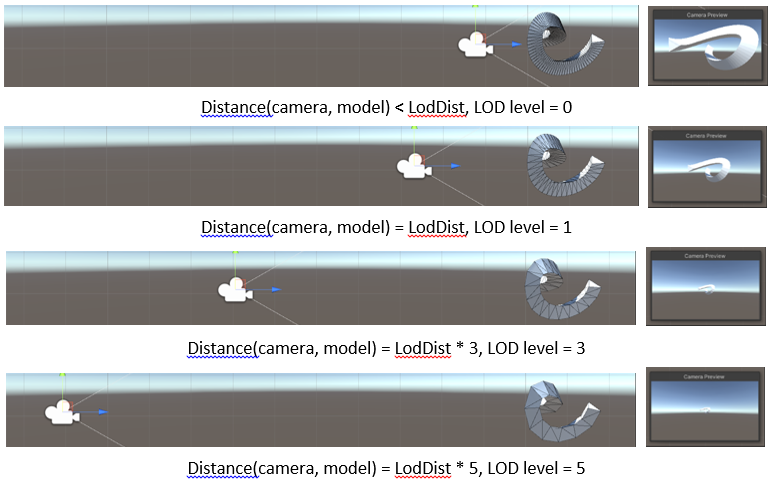 Camera Preview
Distance(camera, model) < LodDist, LOD level = 0
Camera Preview
Distance(camera, model) = LodDist, LOD level = 1
Camera Preview
Distance(camera, model) = LodDist * 3, LOD level = 3
Camera Preview
Distance(camera, model) = LodDist * 5, LOD level = 5